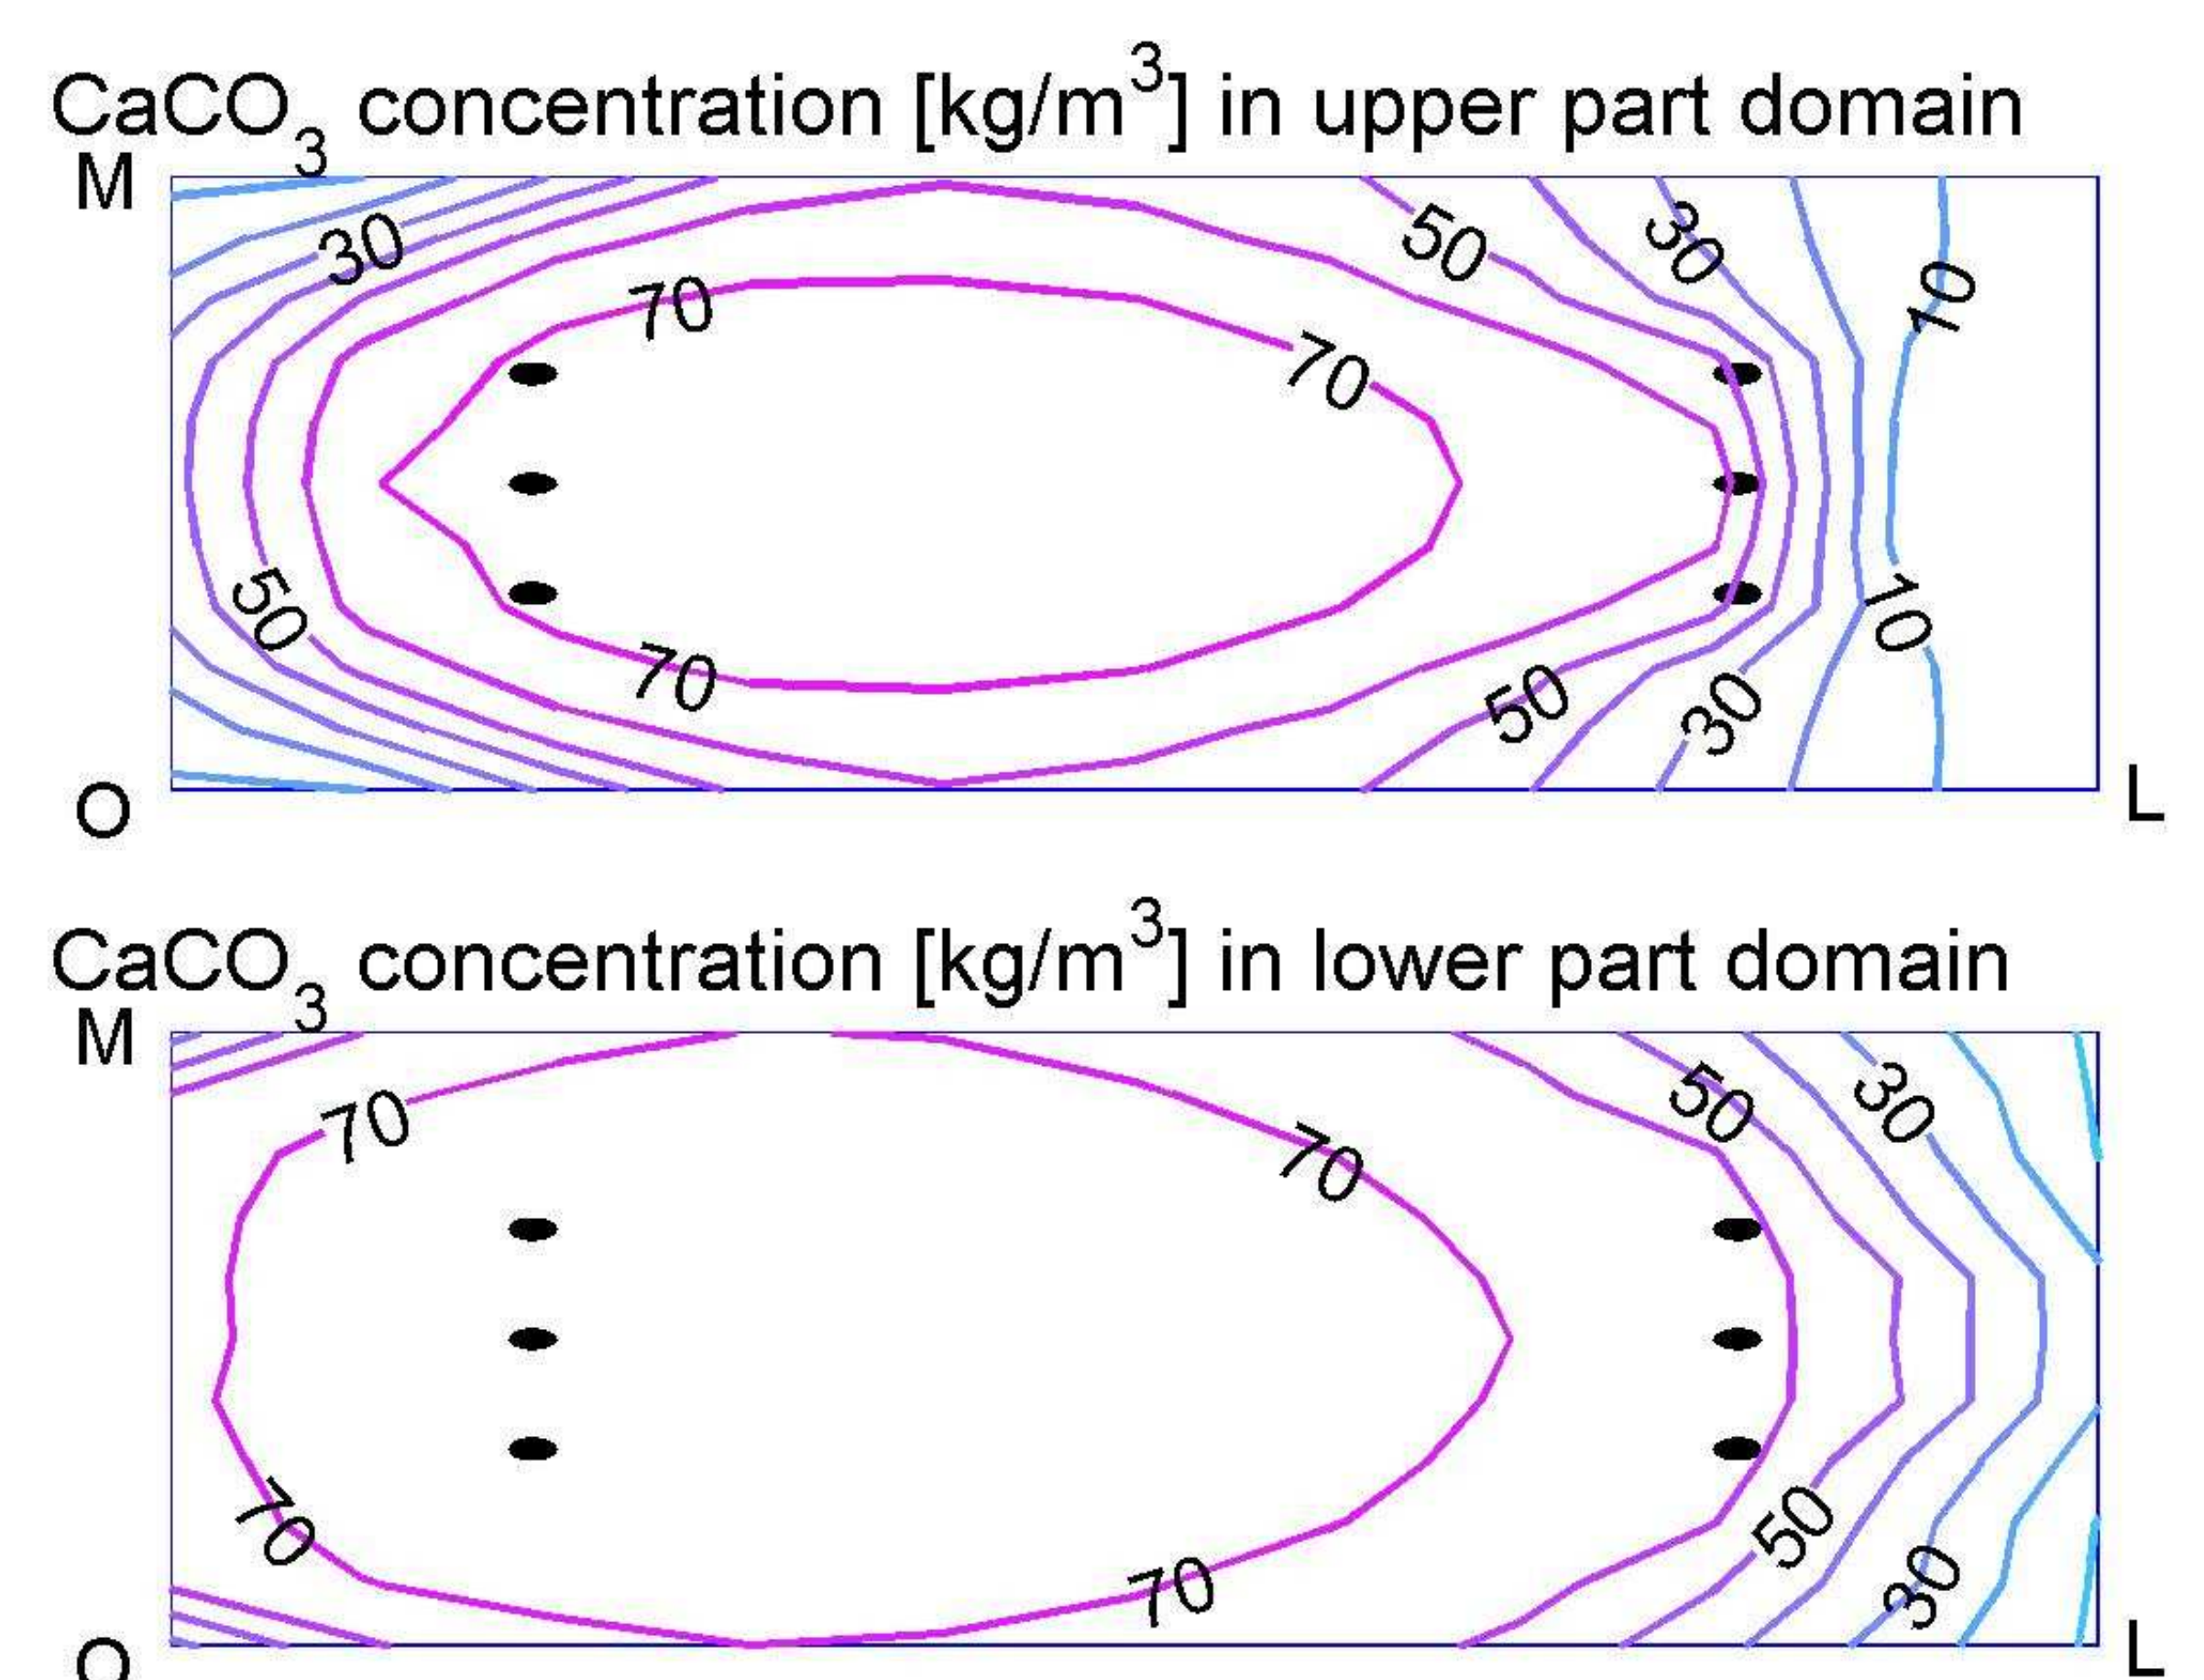 CaCO₃ concentration [kg/m³] in upper part domain
M
30
50
30
10
70
70
50
10
70
50
30
O
L
CaCO₃ concentration [kg/m³] in lower part domain
M
70
50
30
70
70
50
70
30
O
L